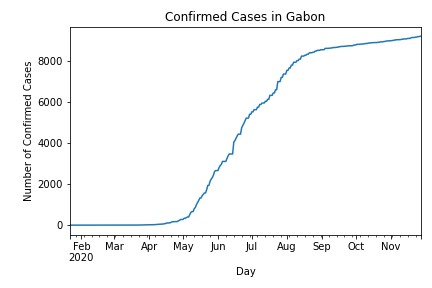 Confirmed Cases in Gabon
Number of Confirmed Cases
8000
6000
4000
2000
0
Feb Mar Apr May Jun Jul Aug Sep Oct Nov
2020
Day